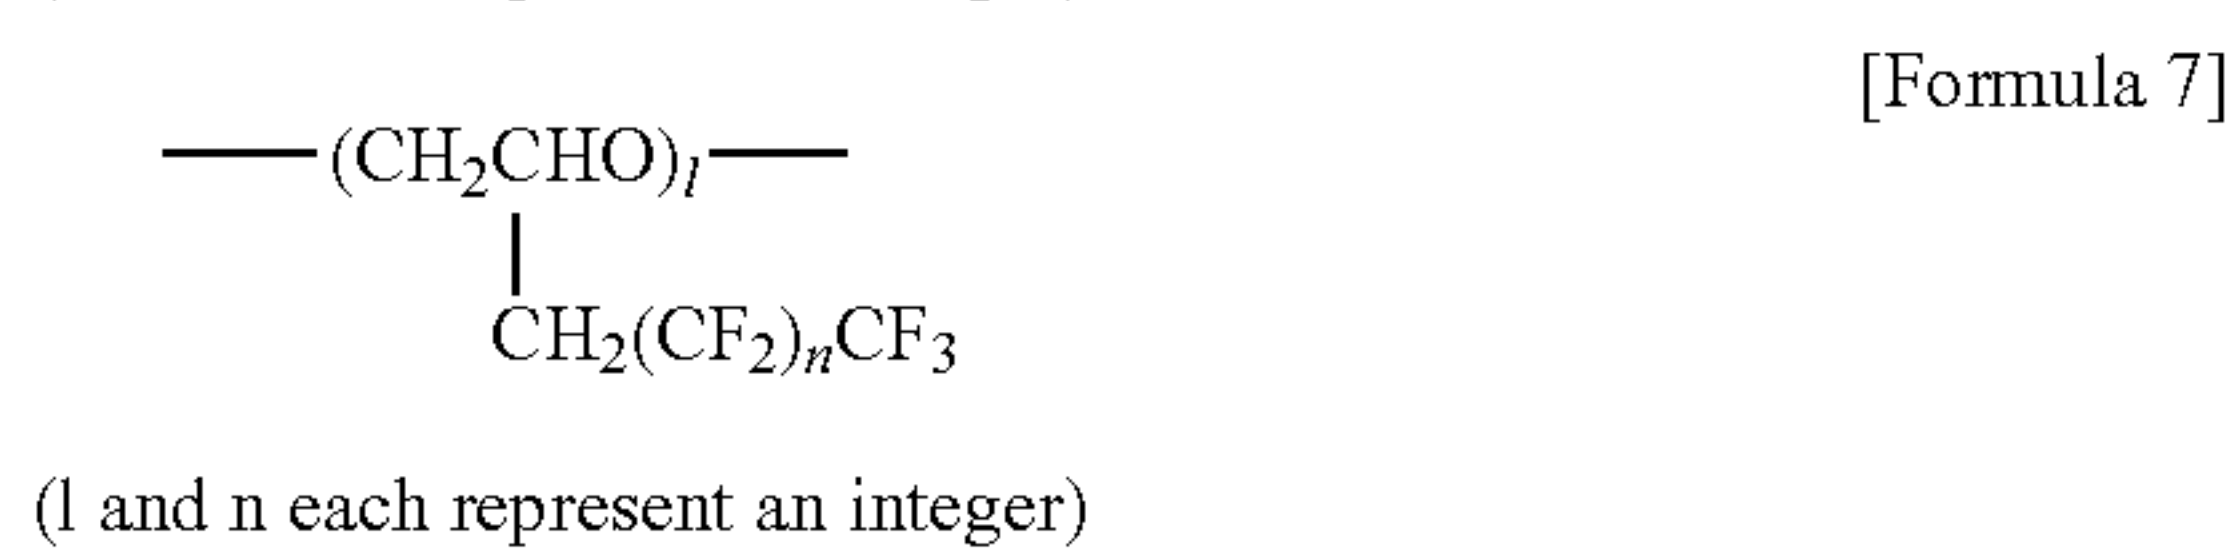 [Formula 7]
—(CH₂CHO)ₗ—
CH₂(CF₂)ₙCF₃
(l and n each represent an integer)